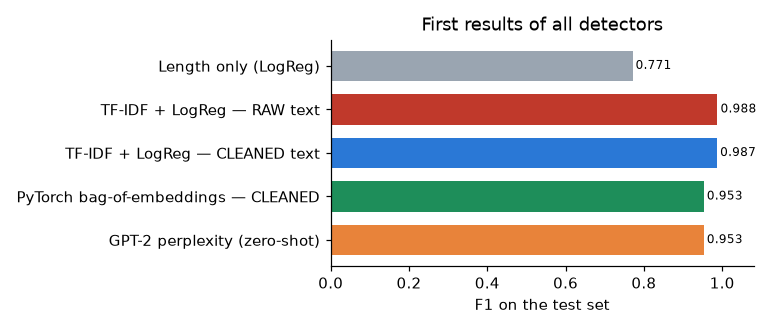 First results of all detectors
Length only (LogReg)
0.771
TF-IDF + LogReg — RAW text
0.988
TF-IDF + LogReg — CLEANED text
0.987
PyTorch bag-of-embeddings — CLEANED
0.953
GPT-2 perplexity (zero-shot)
0.953
0.0 0.2 0.4 0.6 0.8 1.0
F1 on the test set